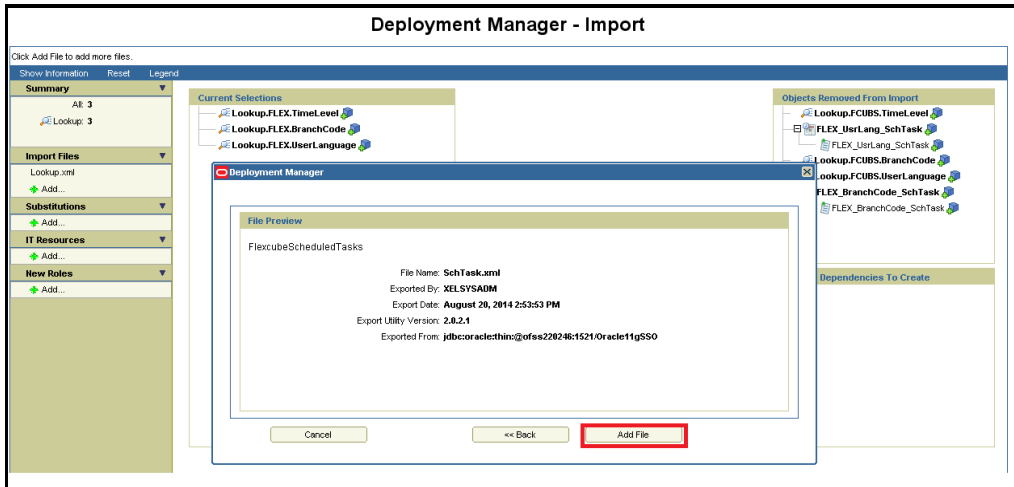 Deployment Manager - Import
Click Add File to add more files.
Show Information Reset Legend
Summary
All: 3
Lookup: 3
Import Files
Lookup.xml
Add...
Substitutions
Add...
IT Resources
Add...
New Roles
Add...
Current Selections
Lookup.FLEX.TimeLevel
Lookup.FLEX.BranchCode
Lookup.FLEX.UserLanguage
Objects Removed From Import
Lookup.FCUBS.TimeLevel
FLEX_UsrLang_SchTask
FLEX_UsrLang_SchTask
Lookup.FCUBS.BranchCode
ookup.FCUBS.UserLanguage
FLEX_BranchCode_SchTask
FLEX_BranchCode_SchTask
Dependencies To Create
Deployment Manager
File Preview
FlexcubeScheduledTasks
File Name: SchTask.xml
Exported By: XELSYSADM
Export Date: August 20, 2014 2:53:53 PM
Export Utility Version: 2.0.2.1
Exported From: jdbc:oracle:thin:@ofss220246:1521/Oracle11gSSO
Cancel
<< Back
Add File